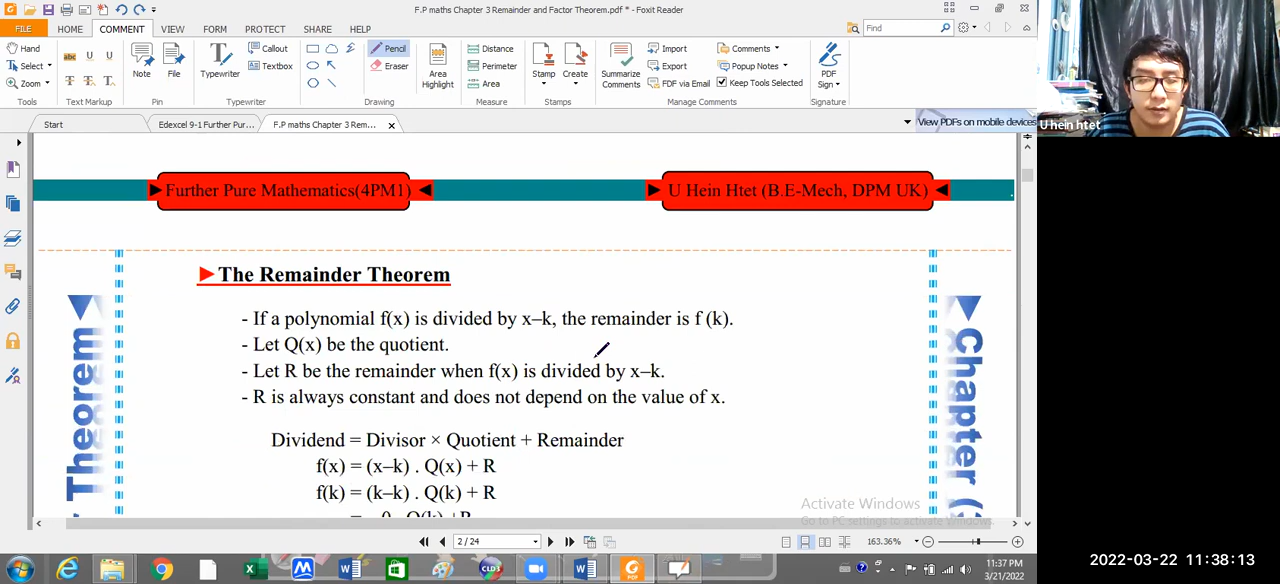 F.P maths Chapter 3 Remainder and Factor Theorem.pdf * - Foxit Reader
FILE HOME COMMENT VIEW FORM PROTECT SHARE HELP
Find
Hand
Select
Zoom
Tools
Text Markup
Note
File
Pin
Typewriter
Callout
Textbox
Typewriter
Pencil
Eraser
Drawing
Area
Highlight
Distance
Perimeter
Area
Measure
Stamp
Create
Stamps
Summarize
Comments
Import
Export
PDF via Email
Comments
Popup Notes
Keep Tools Selected
Manage Comments
PDF
Sign
Signature
Start
Edexcel 9-1 Further Pur...
F.P maths Chapter 3 Rem...
View PDFs on mobile devices
U hein htet
Further Pure Mathematics(4PM1)
U Hein Htet (B.E-Mech, DPM UK)
The Remainder Theorem
- If a polynomial f(x) is divided by x–k, the remainder is f (k).
- Let Q(x) be the quotient.
- Let R be the remainder when f(x) is divided by x–k.
- R is always constant and does not depend on the value of x.
Dividend = Divisor × Quotient + Remainder
f(x) = (x–k) . Q(x) + R
f(k) = (k–k) . Q(k) + R
Theorem
Chapter (
Activate Windows
Go to PC settings to activate Windows.
2 / 24
163.36%
11:37 PM
3/21/2022
2022-03-22 11:38:13